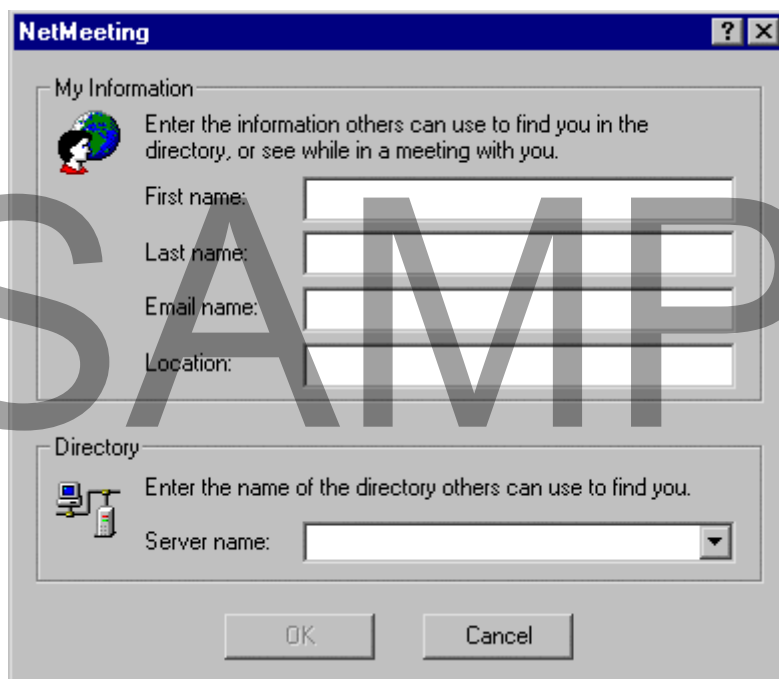 NetMeeting
My Information
Enter the information others can use to find you in the
directory, or see while in a meeting with you.
First name:
Last name:
Email name:
Location:
SAMP
Directory
Enter the name of the directory others can use to find you.
Server name:
OK
Cancel